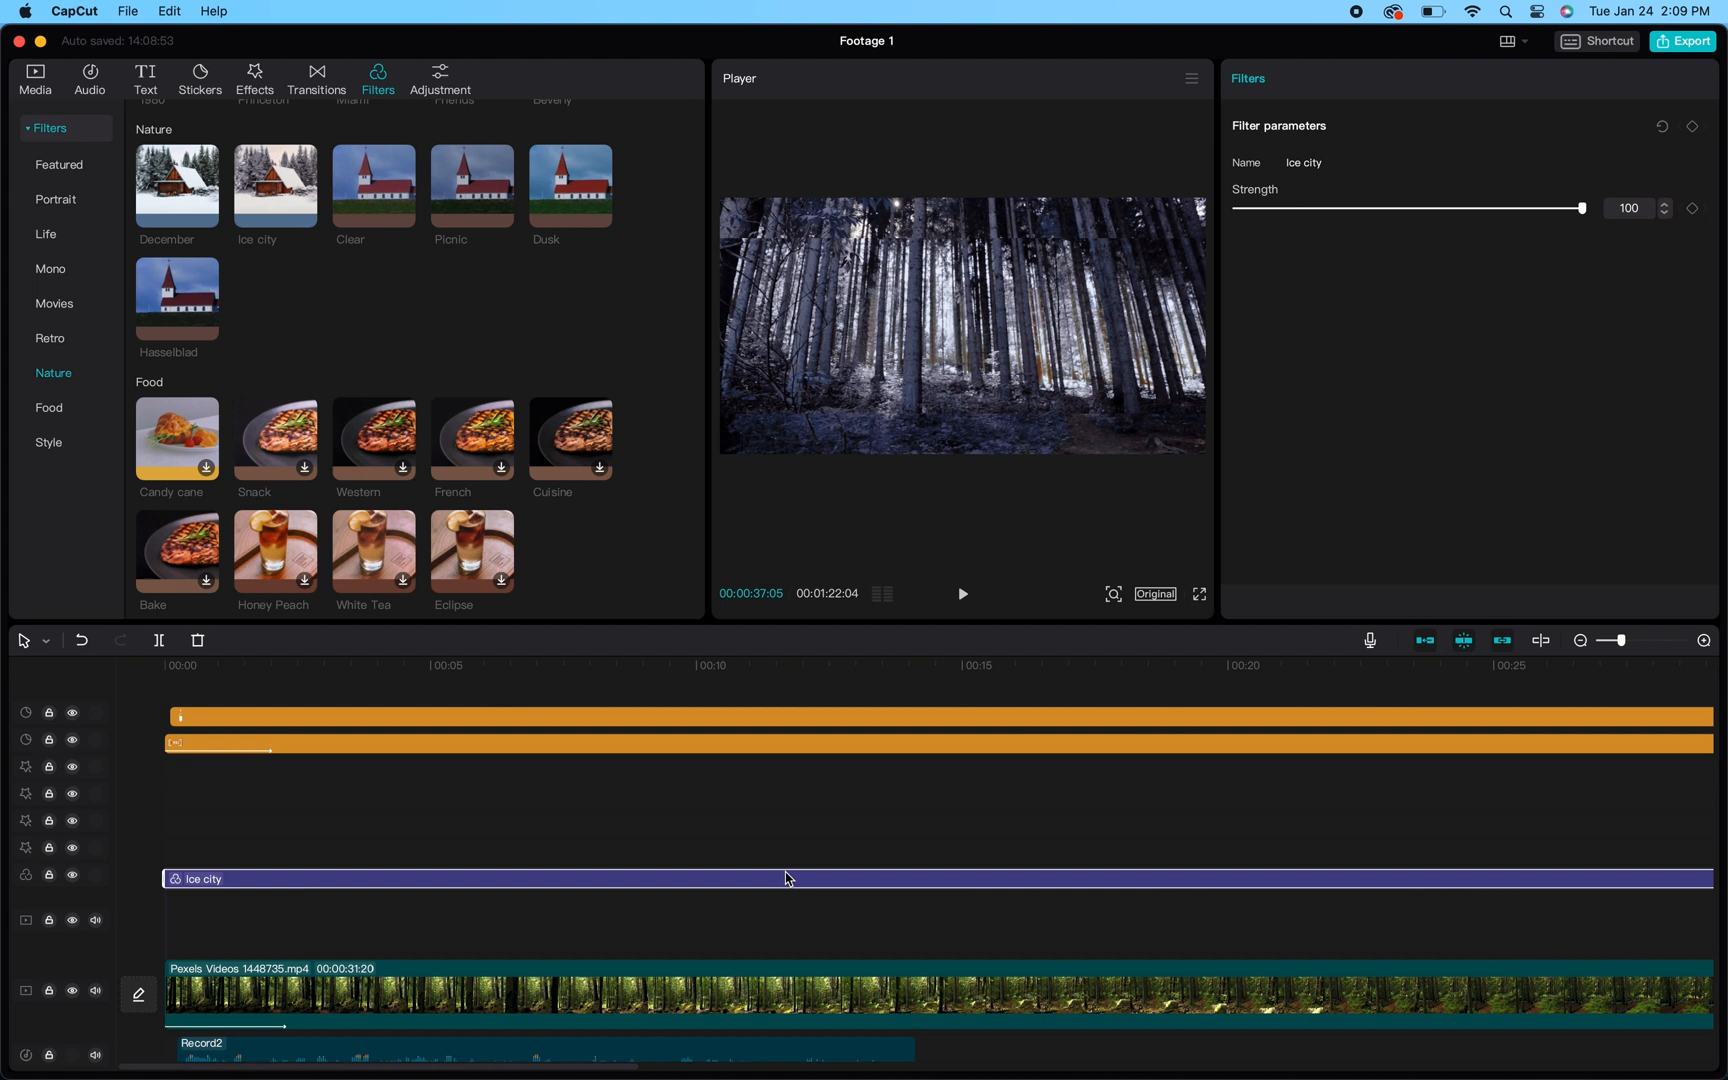 CapCut File Edit Help Tue Jan 24 2:09 PM
Auto saved: 14:08:53 Footage 1 Shortcut Export
Media Audio Text Stickers Effects Transitions Filters Adjustment
Player
Filters
Filters
Featured
Portrait
Life
Mono
Movies
Retro
Nature
Food
Style
1980 Princeton Miami Friends Beverly
Nature
December Ice city Clear Picnic Dusk
Hasselblad
Food
Candy cane Snack Western French Cuisine
Bake Honey Peach White Tea Eclipse
00:00:37:05 00:01:22:04 Original
Filter parameters
Name Ice city
Strength
100
00:00 00:05 00:10 00:15 00:20 00:25
Ice city
Pexels Videos 1448735.mp4 00:00:31:20
Record2